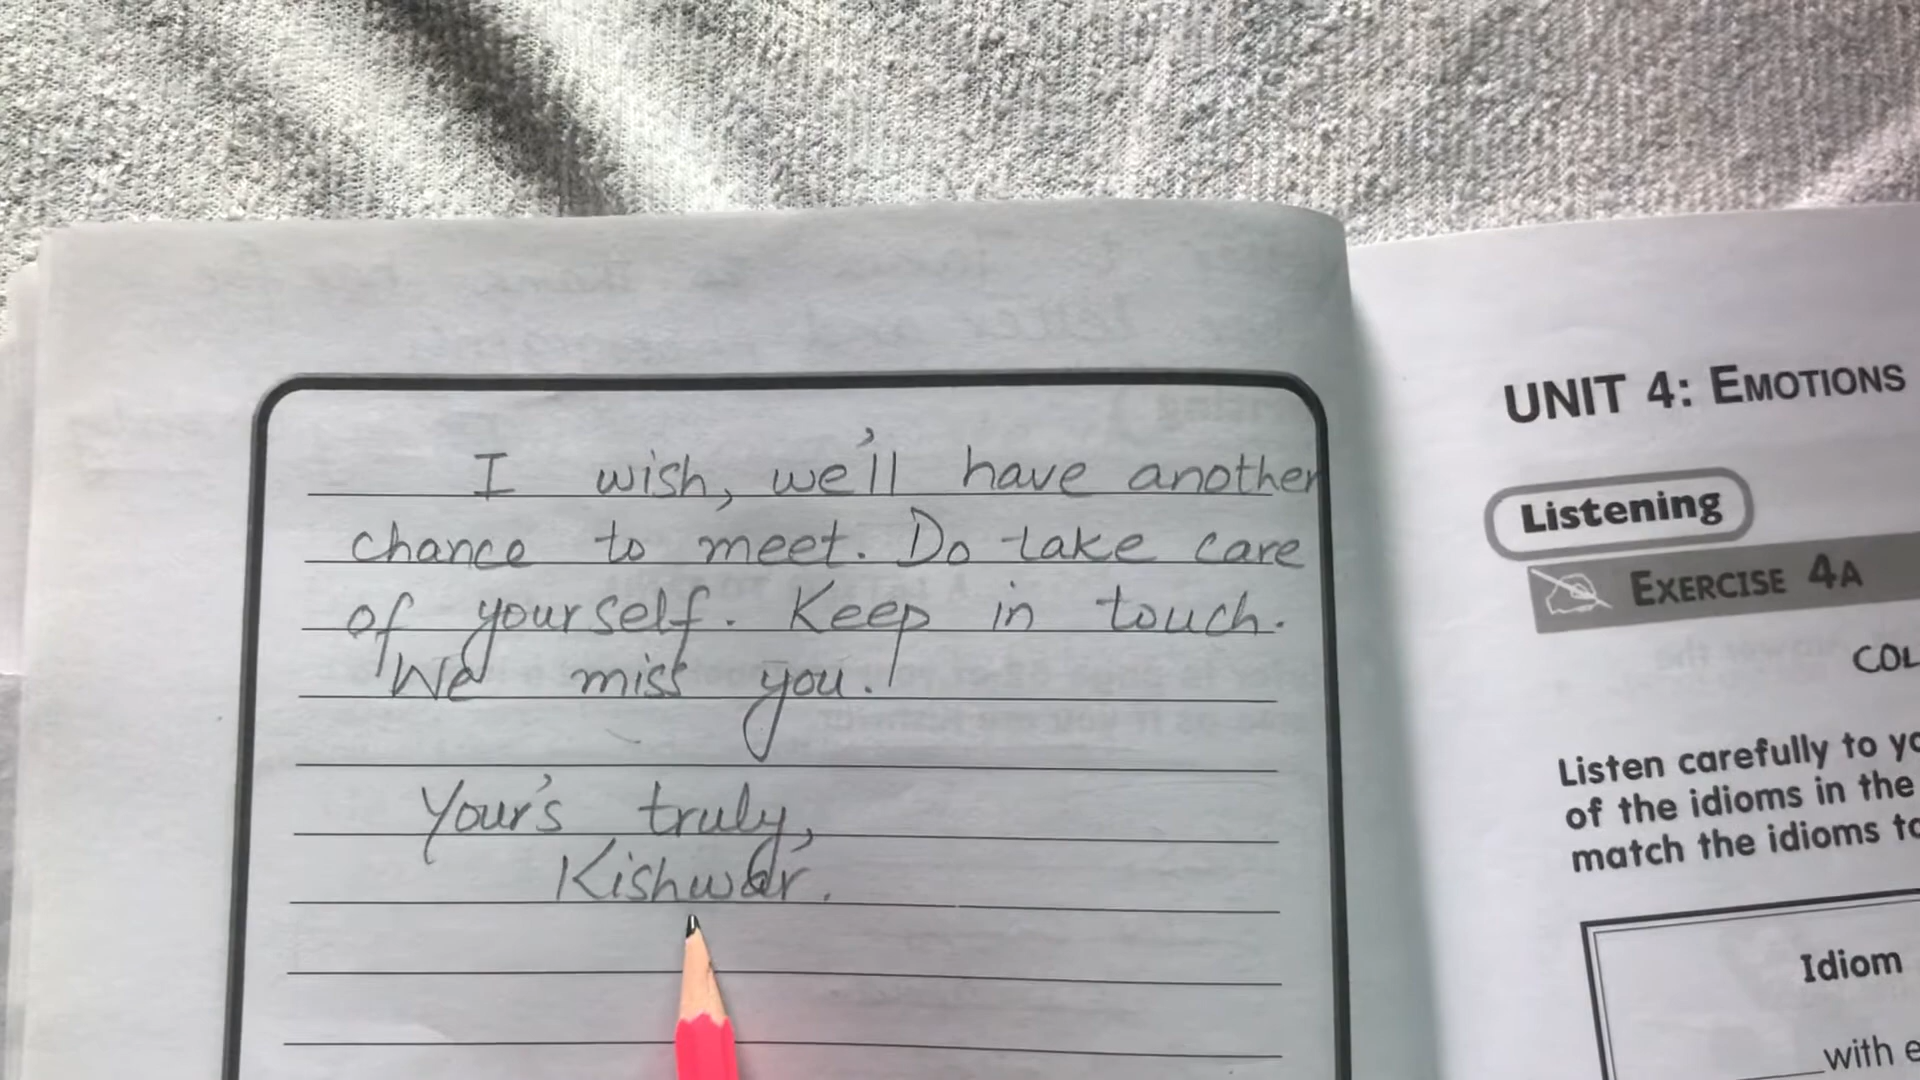 I wish, we'll have another
chance to meet. Do take care
of yourself. Keep in touch.
We miss you.
Your's truly,
Kishwar.
UNIT 4: EMOTIONS
Listening
EXERCISE 4A
COL
Listen carefully to yo
of the idioms in the
match the idioms to
Idiom
with e